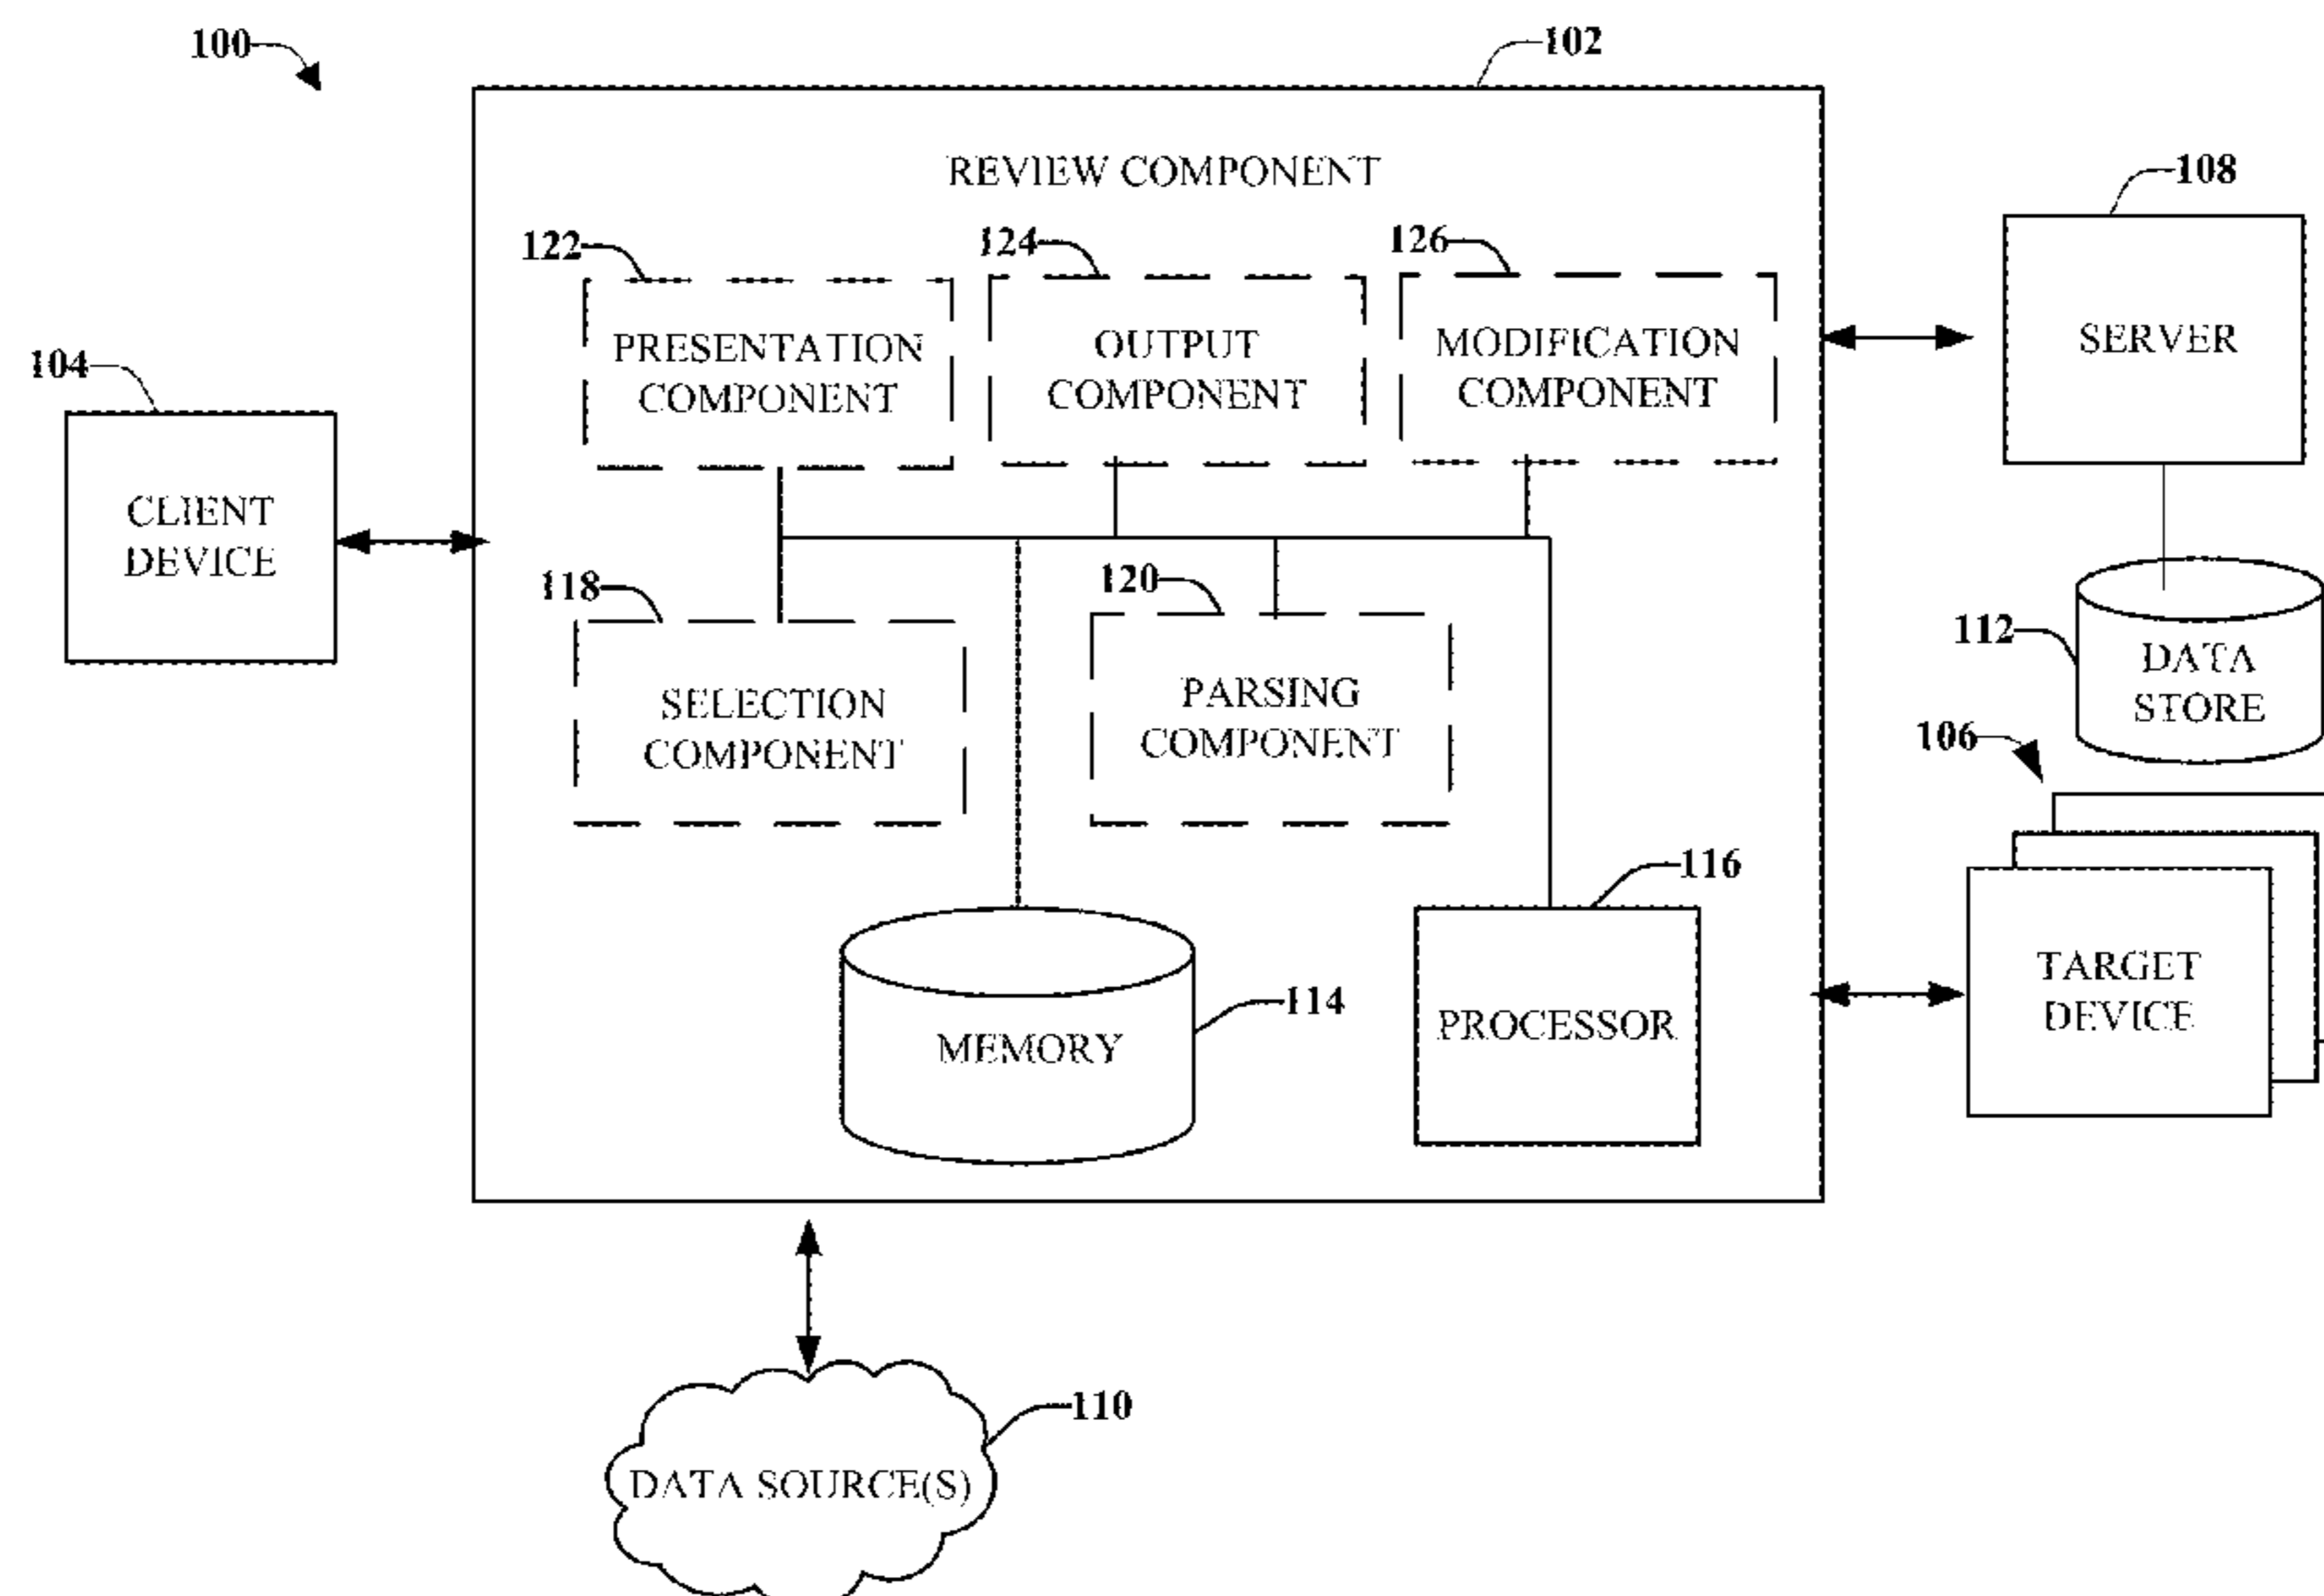 100
102
REVIEW COMPONENT
108
122
124
126
PRESENTATION
COMPONENT
OUTPUT
COMPONENT
MODIFICATION
COMPONENT
SERVER
104
CLIENT
DEVICE
118
120
112
DATA
STORE
SELECTION
COMPONENT
PARSING
COMPONENT
106
116
114
MEMORY
PROCESSOR
TARGET
DEVICE
110
DATA SOURCE(S)